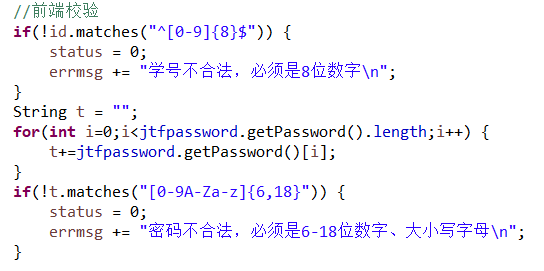 //前端校验
if(!id.matches("^[0-9]{8}$")) {
    status = 0;
    errmsg += "学号不合法，必须是8位数字\n";
}
String t = "";
for(int i=0;i<jtfpassword.getPassword().length;i++) {
    t+=jtfpassword.getPassword()[i];
}
if(!t.matches("[0-9A-Za-z]{6,18}")) {
    status = 0;
    errmsg += "密码不合法，必须是6-18位数字、大小写字母\n";
}